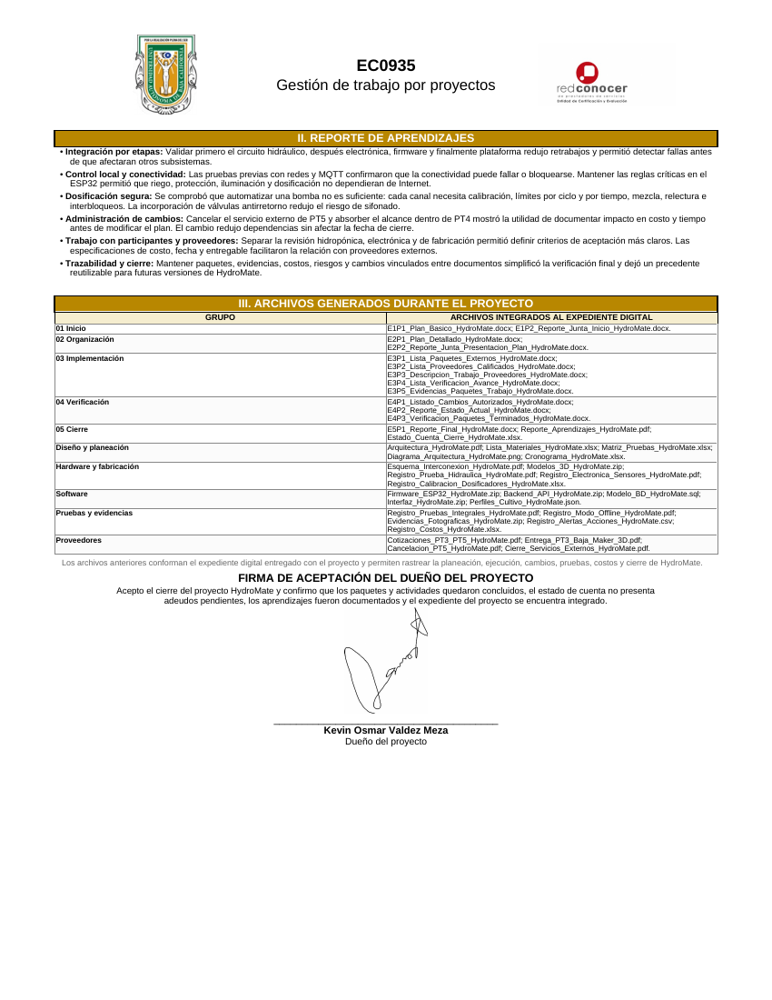 POR LA REALIZACIÓN PLENA DEL SER
UNIVERSIDAD AUTÓNOMA DE BAJA CALIFORNIA
EC0935
Gestión de trabajo por proyectos
redconocer
de prestadores de servicios
Entidad de Certificación y Evaluación
II. REPORTE DE APRENDIZAJES
• Integración por etapas: Validar primero el circuito hidráulico, después electrónica, firmware y finalmente plataforma redujo retrabajos y permitió detectar fallas antes
de que afectaran otros subsistemas.
• Control local y conectividad: Las pruebas previas con redes y MQTT confirmaron que la conectividad puede fallar o bloquearse. Mantener las reglas críticas en el
ESP32 permitió que riego, protección, iluminación y dosificación no dependieran de Internet.
• Dosificación segura: Se comprobó que automatizar una bomba no es suficiente: cada canal necesita calibración, límites por ciclo y por tiempo, mezcla, relectura e
interbloqueos. La incorporación de válvulas antirretorno redujo el riesgo de sifonado.
• Administración de cambios: Cancelar el servicio externo de PT5 y absorber el alcance dentro de PT4 mostró la utilidad de documentar impacto en costo y tiempo
antes de modificar el plan. El cambio redujo dependencias sin afectar la fecha de cierre.
• Trabajo con participantes y proveedores: Separar la revisión hidropónica, electrónica y de fabricación permitió definir criterios de aceptación más claros. Las
especificaciones de costo, fecha y entregable facilitaron la relación con proveedores externos.
• Trazabilidad y cierre: Mantener paquetes, evidencias, costos, riesgos y cambios vinculados entre documentos simplificó la verificación final y dejó un precedente
reutilizable para futuras versiones de HydroMate.
III. ARCHIVOS GENERADOS DURANTE EL PROYECTO
GRUPO ARCHIVOS INTEGRADOS AL EXPEDIENTE DIGITAL
01 Inicio E1P1_Plan_Basico_HydroMate.docx; E1P2_Reporte_Junta_Inicio_HydroMate.docx.
02 Organización E2P1_Plan_Detallado_HydroMate.docx;
E2P2_Reporte_Junta_Presentacion_Plan_HydroMate.docx.
03 Implementación E3P1_Lista_Paquetes_Externos_HydroMate.docx;
E3P2_Lista_Proveedores_Calificados_HydroMate.docx;
E3P3_Descripcion_Trabajo_Proveedores_HydroMate.docx;
E3P4_Lista_Verificacion_Avance_HydroMate.docx;
E3P5_Evidencias_Paquetes_Trabajo_HydroMate.docx.
04 Verificación E4P1_Listado_Cambios_Autorizados_HydroMate.docx;
E4P2_Reporte_Estado_Actual_HydroMate.docx;
E4P3_Verificacion_Paquetes_Terminados_HydroMate.docx.
05 Cierre E5P1_Reporte_Final_HydroMate.docx; Reporte_Aprendizajes_HydroMate.pdf;
Estado_Cuenta_Cierre_HydroMate.xlsx.
Diseño y planeación Arquitectura_HydroMate.pdf; Lista_Materiales_HydroMate.xlsx; Matriz_Pruebas_HydroMate.xlsx;
Diagrama_Arquitectura_HydroMate.png; Cronograma_HydroMate.xlsx.
Hardware y fabricación Esquema_Interconexion_HydroMate.pdf; Modelos_3D_HydroMate.zip;
Registro_Prueba_Hidraulica_HydroMate.pdf; Registro_Electronica_Sensores_HydroMate.pdf;
Registro_Calibracion_Dosificadores_HydroMate.xlsx.
Software Firmware_ESP32_HydroMate.zip; Backend_API_HydroMate.zip; Modelo_BD_HydroMate.sql;
Interfaz_HydroMate.zip; Perfiles_Cultivo_HydroMate.json.
Pruebas y evidencias Registro_Pruebas_Integrales_HydroMate.pdf; Registro_Modo_Offline_HydroMate.pdf;
Evidencias_Fotograficas_HydroMate.zip; Registro_Alertas_Acciones_HydroMate.csv;
Registro_Costos_HydroMate.xlsx.
Proveedores Cotizaciones_PT3_PT5_HydroMate.pdf; Entrega_PT3_Baja_Maker_3D.pdf;
Cancelacion_PT5_HydroMate.pdf; Cierre_Servicios_Externos_HydroMate.pdf.
Los archivos anteriores conforman el expediente digital entregado con el proyecto y permiten rastrear la planeación, ejecución, cambios, pruebas, costos y cierre de HydroMate.
FIRMA DE ACEPTACIÓN DEL DUEÑO DEL PROYECTO
Acepto el cierre del proyecto HydroMate y confirmo que los paquetes y actividades quedaron concluidos, el estado de cuenta no presenta
adeudos pendientes, los aprendizajes fueron documentados y el expediente del proyecto se encuentra integrado.
Kevin Osmar Valdez Meza
Dueño del proyecto